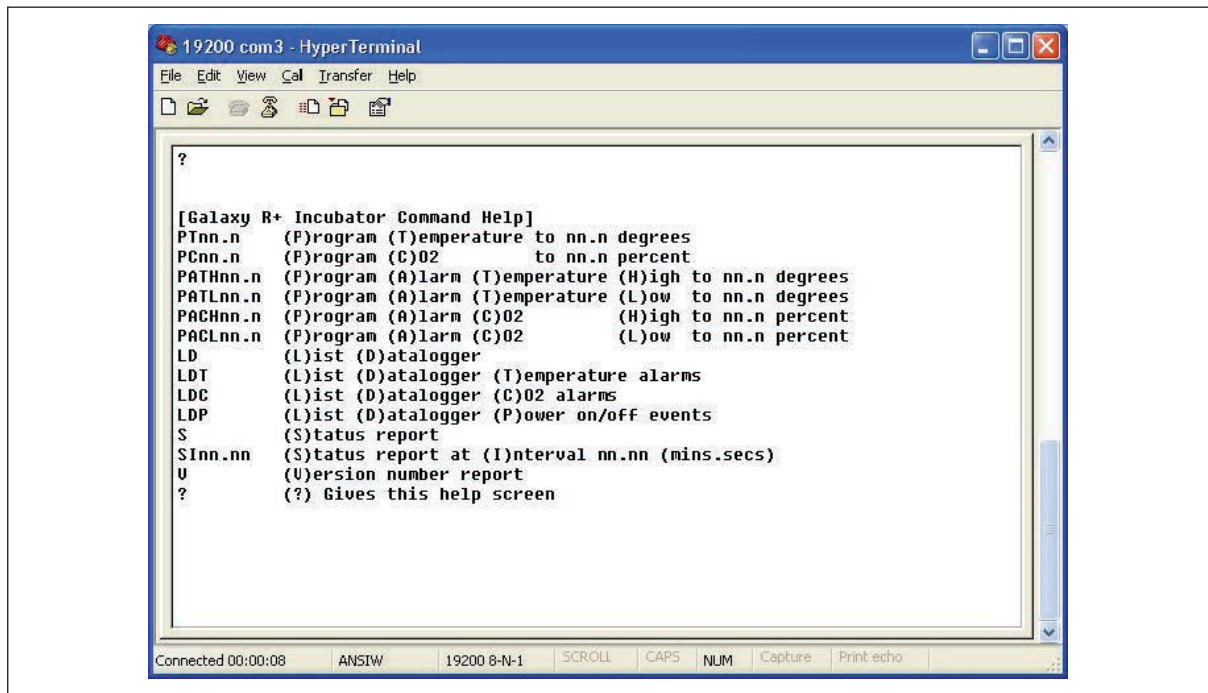 19200 com3 - HyperTerminal
File Edit View Cal Transfer Help
?
[Galaxy R+ Incubator Command Help]
PTnn.n (P)rogram (T)emperature to nn.n degrees
PCnn.n (P)rogram (C)O2 to nn.n percent
PATHnn.n (P)rogram (A)larm (T)emperature (H)igh to nn.n degrees
PATLnn.n (P)rogram (A)larm (T)emperature (L)ow to nn.n degrees
PACHnn.n (P)rogram (A)larm (C)O2 (H)igh to nn.n percent
PACLnn.n (P)rogram (A)larm (C)O2 (L)ow to nn.n percent
LD (L)ist (D)atalogger
LDT (L)ist (D)atalogger (T)emperature alarms
LDC (L)ist (D)atalogger (C)O2 alarms
LDP (L)ist (D)atalogger (P)ower on/off events
S (S)tatus report
SInn.nn (S)tatus report at (I)nterval nn.nn (mins.secs)
V (V)ersion number report
? (?) Gives this help screen
Connected 00:00:08 ANSIW 19200 8-N-1 SCROLL CAPS NUM Capture Print echo